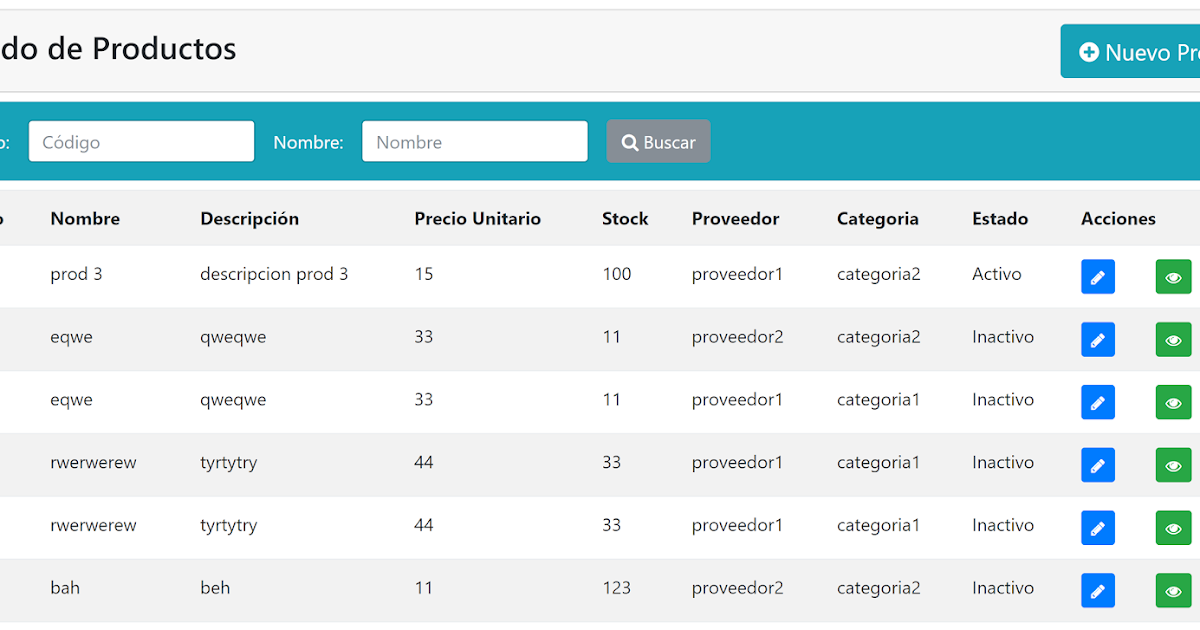 do de Productos
Nuevo Pr
Código Nombre: Nombre Buscar
Nombre Descripción Precio Unitario Stock Proveedor Categoria Estado Acciones
prod 3 descripcion prod 3 15 100 proveedor1 categoria2 Activo
eqwe qweqwe 33 11 proveedor2 categoria2 Inactivo
eqwe qweqwe 33 11 proveedor1 categoria1 Inactivo
rwerwerew tyrtytry 44 33 proveedor1 categoria1 Inactivo
rwerwerew tyrtytry 44 33 proveedor1 categoria1 Inactivo
bah beh 11 123 proveedor2 categoria2 Inactivo